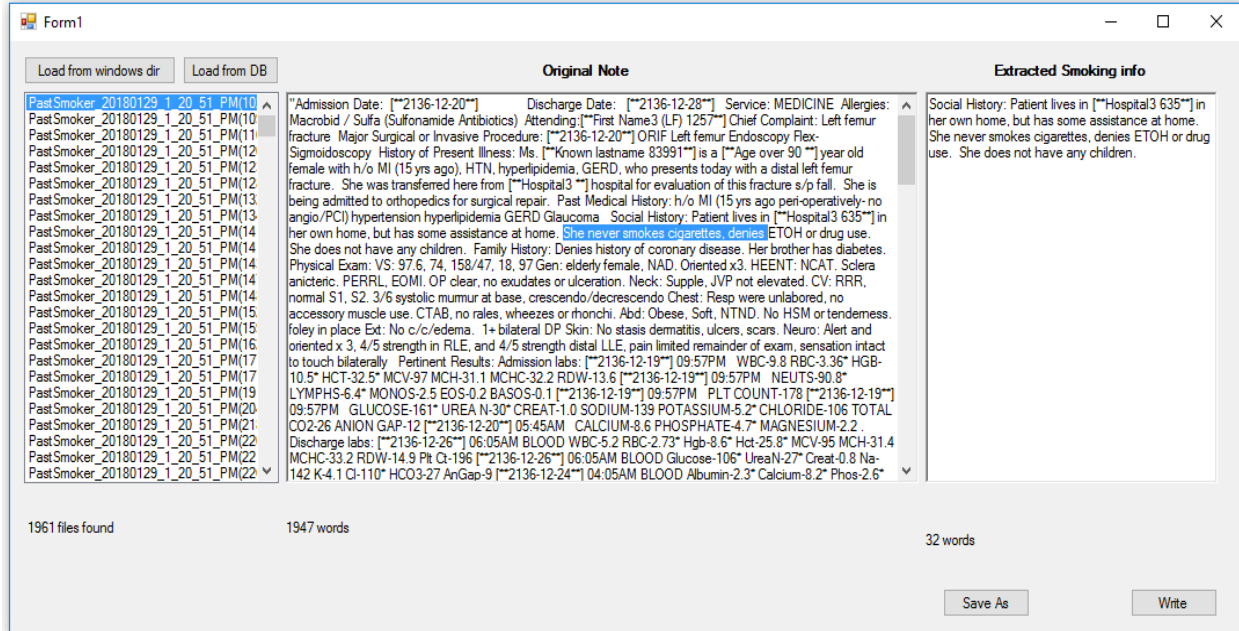 Form1
Load from windows dir
Load from DB
Original Note
Extracted Smoking info
PastSmoker_20180129_1_20_51_PM(10
PastSmoker_20180129_1_20_51_PM(10
PastSmoker_20180129_1_20_51_PM(11
PastSmoker_20180129_1_20_51_PM(12
PastSmoker_20180129_1_20_51_PM(12
PastSmoker_20180129_1_20_51_PM(12
PastSmoker_20180129_1_20_51_PM(13
PastSmoker_20180129_1_20_51_PM(13
PastSmoker_20180129_1_20_51_PM(14
PastSmoker_20180129_1_20_51_PM(14
PastSmoker_20180129_1_20_51_PM(14
PastSmoker_20180129_1_20_51_PM(14
PastSmoker_20180129_1_20_51_PM(14
PastSmoker_20180129_1_20_51_PM(15
PastSmoker_20180129_1_20_51_PM(15
PastSmoker_20180129_1_20_51_PM(16
PastSmoker_20180129_1_20_51_PM(17
PastSmoker_20180129_1_20_51_PM(17
PastSmoker_20180129_1_20_51_PM(19
PastSmoker_20180129_1_20_51_PM(20
PastSmoker_20180129_1_20_51_PM(21
PastSmoker_20180129_1_20_51_PM(22
PastSmoker_20180129_1_20_51_PM(22
PastSmoker_20180129_1_20_51_PM(22
"Admission Date: [**2136-12-20**] Discharge Date: [**2136-12-28**] Service: MEDICINE Allergies:
Macrobid / Sulfa (Sulfonamide Antibiotics) Attending:[**First Name3 (LF) 1257**] Chief Complaint: Left femur
fracture Major Surgical or Invasive Procedure: [**2136-12-20**] ORIF Left femur Endoscopy Flex-
Sigmoidoscopy History of Present Illness: Ms. [**Known lastname 83991**] is a [**Age over 90 **] year old
female with h/o MI (15 yrs ago), HTN, hyperlipidemia, GERD, who presents today with a distal left femur
fracture. She was transferred here from [**Hospital3 **] hospital for evaluation of this fracture s/p fall. She is
being admitted to orthopedics for surgical repair. Past Medical History: h/o MI (15 yrs ago peri-operatively- no
angio/PCI) hypertension hyperlipidemia GERD Glaucoma Social History: Patient lives in [**Hospital3 635**] in
her own home, but has some assistance at home. She never smokes cigarettes, denies ETOH or drug use.
She does not have any children. Family History: Denies history of coronary disease. Her brother has diabetes.
Physical Exam: VS: 97.6, 74, 158/47, 18, 97 Gen: elderly female, NAD. Oriented x3. HEENT: NCAT. Sclera
anicteric. PERRL, EOMI. OP clear, no exudates or ulceration. Neck: Supple, JVP not elevated. CV: RRR,
normal S1, S2. 3/6 systolic murmur at base, crescendo/decrescendo Chest: Resp were unlabored, no
accessory muscle use. CTAB, no rales, wheezes or rhonchi. Abd: Obese, Soft, NTND. No HSM or tenderness.
foley in place Ext: No c/c/edema. 1+ bilateral DP Skin: No stasis dermatitis, ulcers, scars. Neuro: Alert and
oriented x 3, 4/5 strength in RLE, and 4/5 strength distal LLE, pain limited remainder of exam, sensation intact
to touch bilaterally Pertinent Results: Admission labs: [**2136-12-19**] 09:57PM WBC-9.8 RBC-3.36* HGB-
10.5* HCT-32.5* MCV-97 MCH-31.1 MCHC-32.2 RDW-13.6 [**2136-12-19**] 09:57PM NEUTS-90.8*
LYMPHS-6.4* MONOS-2.5 EOS-0.2 BASOS-0.1 [**2136-12-19**] 09:57PM PLT COUNT-178 [**2136-12-19**]
09:57PM GLUCOSE-161* UREA N-30* CREAT-1.0 SODIUM-139 POTASSIUM-5.2* CHLORIDE-106 TOTAL
CO2-26 ANION GAP-12 [**2136-12-20**] 05:45AM CALCIUM-8.6 PHOSPHATE-4.7* MAGNESIUM-2.2 .
Discharge labs: [**2136-12-26**] 06:05AM BLOOD WBC-5.2 RBC-2.73* Hgb-8.6* Hct-25.8* MCV-95 MCH-31.4
MCHC-33.2 RDW-14.9 Plt Ct-196 [**2136-12-26**] 06:05AM BLOOD Glucose-106* UreaN-27* Creat-0.8 Na-
142 K-4.1 Cl-110* HCO3-27 AnGap-9 [**2136-12-24**] 04:05AM BLOOD Albumin-2.3* Calcium-8.2* Phos-2.6*
Social History: Patient lives in [**Hospital3 635**] in
her own home, but has some assistance at home.
She never smokes cigarettes, denies ETOH or drug
use. She does not have any children.
1961 files found
1947 words
32 words
Save As
Write